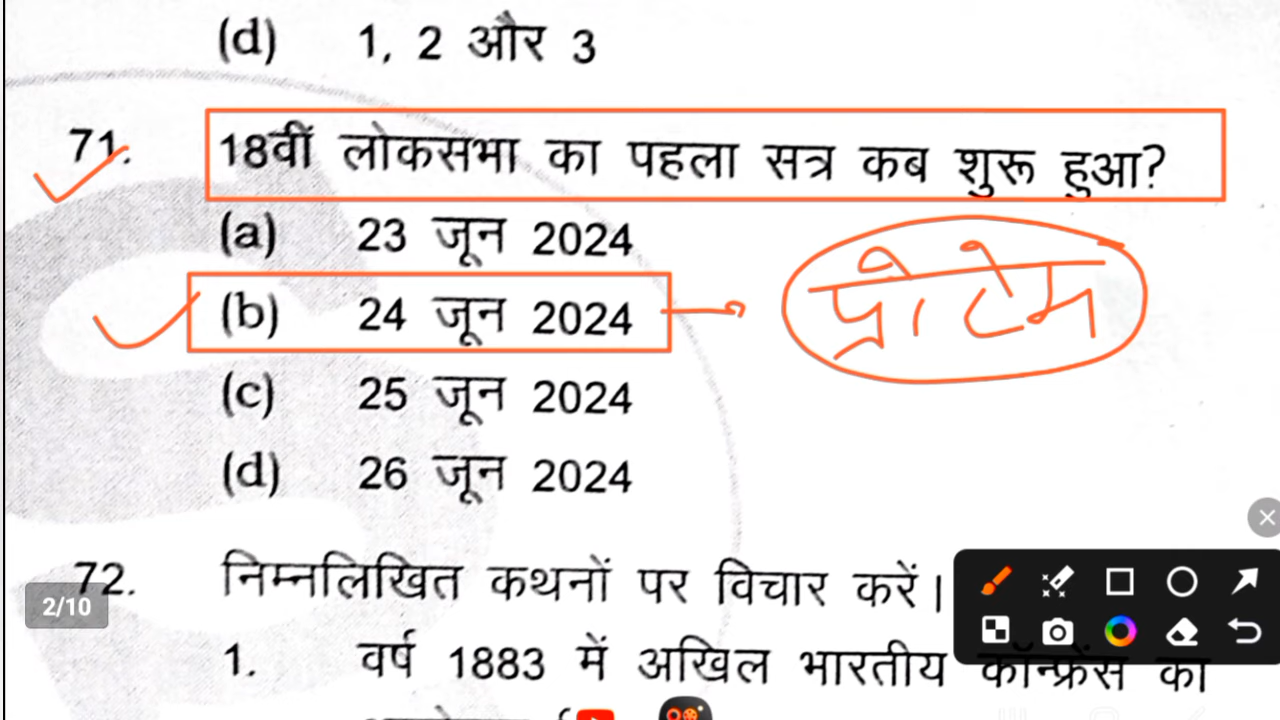 (d) 1, 2 और 3
71. 18वीं लोकसभा का पहला सत्र कब शुरू हुआ?
(a) 23 जून 2024
(b) 24 जून 2024
प्रोटेम
(c) 25 जून 2024
(d) 26 जून 2024
72. निम्नलिखित कथनों पर विचार करें।
2/10
1. वर्ष 1883 में अखिल भारतीय कॉन्फ्रेंस का